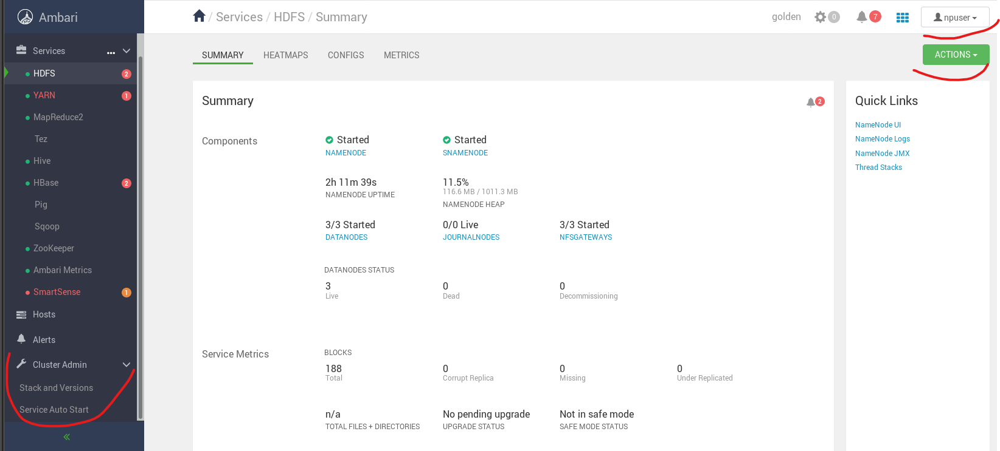 Ambari
Services / HDFS / Summary
golden 0 7 npuser
Services ...
HDFS 2
YARN 1
MapReduce2
Tez
Hive
HBase 2
Pig
Sqoop
ZooKeeper
Ambari Metrics
SmartSense 1
Hosts
Alerts
Cluster Admin
Stack and Versions
Service Auto Start
SUMMARY HEATMAPS CONFIGS METRICS
ACTIONS
Summary 2
Components
Started Started
NAMENODE SNAMENODE
2h 11m 39s 11.5%
116.6 MB / 1011.3 MB
NAMENODE UPTIME NAMENODE HEAP
3/3 Started 0/0 Live 3/3 Started
DATANODES JOURNALNODES NFSGATEWAYS
DATANODES STATUS
3 0 0
Live Dead Decommissioning
Service Metrics
BLOCKS
188 0 0 0
Total Corrupt Replica Missing Under Replicated
n/a No pending upgrade Not in safe mode
TOTAL FILES + DIRECTORIES UPGRADE STATUS SAFE MODE STATUS
Quick Links
NameNode UI
NameNode Logs
NameNode JMX
Thread Stacks